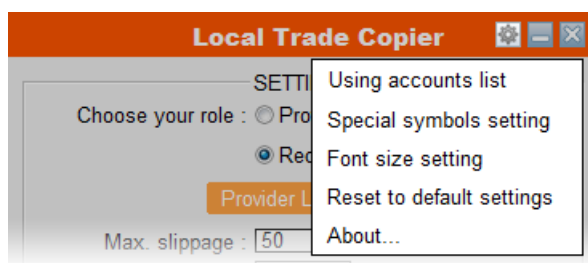 Local Trade Copier
SETTI
Using accounts list
Choose your role : Pro
Special symbols setting
Rec
Font size setting
Provider L
Reset to default settings
Max. slippage : 50
About...